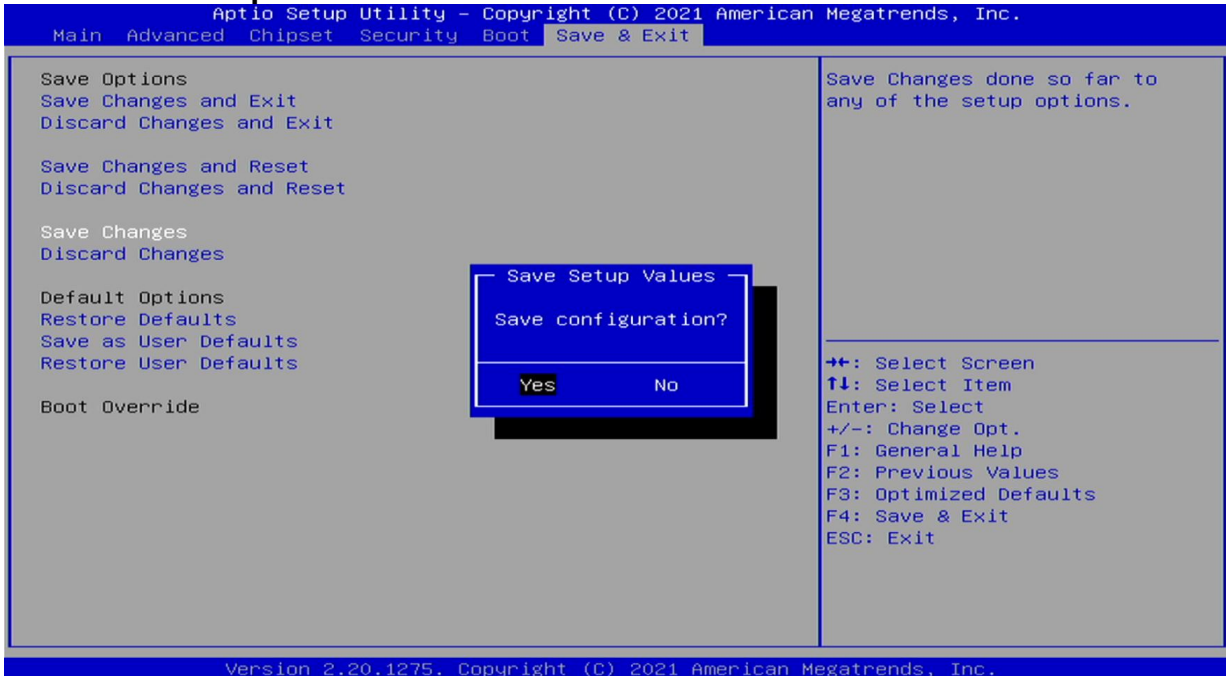 Aptio Setup Utility – Copyright (C) 2021 American Megatrends, Inc.
Main Advanced Chipset Security Boot Save & Exit
Save Options
Save Changes and Exit
Discard Changes and Exit
Save Changes and Reset
Discard Changes and Reset
Save Changes
Discard Changes
Default Options
Restore Defaults
Save as User Defaults
Restore User Defaults
Boot Override
Save Setup Values
Save configuration?
Yes No
Save Changes done so far to
any of the setup options.
→←: Select Screen
↑↓: Select Item
Enter: Select
+/-: Change Opt.
F1: General Help
F2: Previous Values
F3: Optimized Defaults
F4: Save & Exit
ESC: Exit
Version 2.20.1275. Copyright (C) 2021 American Megatrends, Inc.